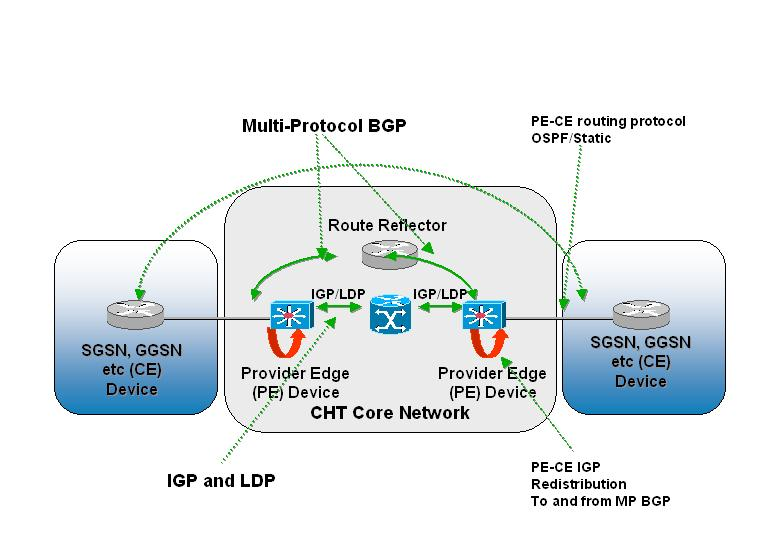 Multi-Protocol BGP
PE-CE routing protocol
OSPF/Static
Route Reflector
IGP/LDP
IGP/LDP
SGSN, GGSN
etc (CE)
Device
Provider Edge
(PE) Device
Provider Edge
(PE) Device
SGSN, GGSN
etc (CE)
Device
CHT Core Network
IGP and LDP
PE-CE IGP
Redistribution
To and from MP BGP